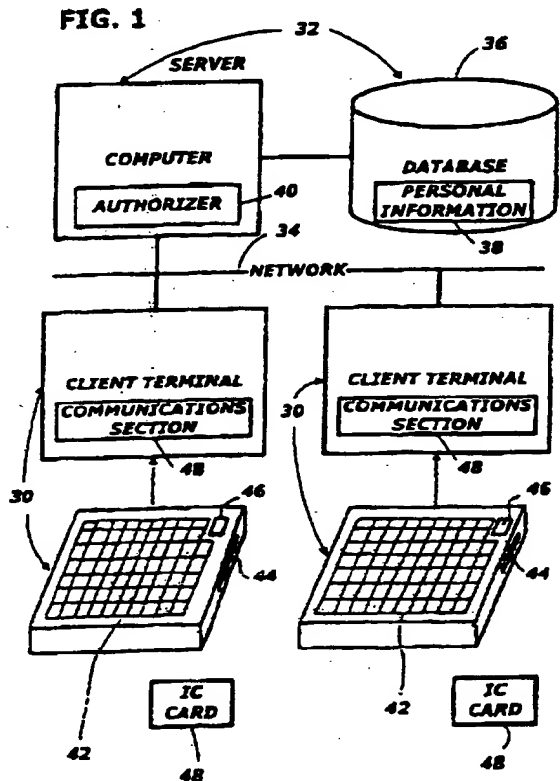 FIG. 1
32
36
SERVER
COMPUTER
DATABASE
AUTHORIZER
40
PERSONAL
INFORMATION
34
38
NETWORK
CLIENT TERMINAL
COMMUNICATIONS
SECTION
48
30
CLIENT TERMINAL
COMMUNICATIONS
SECTION
48
30
46
44
42
IC
CARD
48
46
44
42
IC
CARD
48